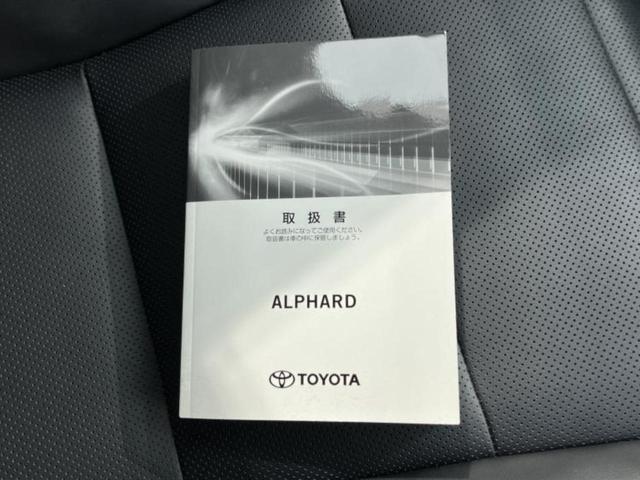 取扱書
よくお読みになってご使用ください。
取扱書は車の中に保管しましょう。
ALPHARD
TOYOTA